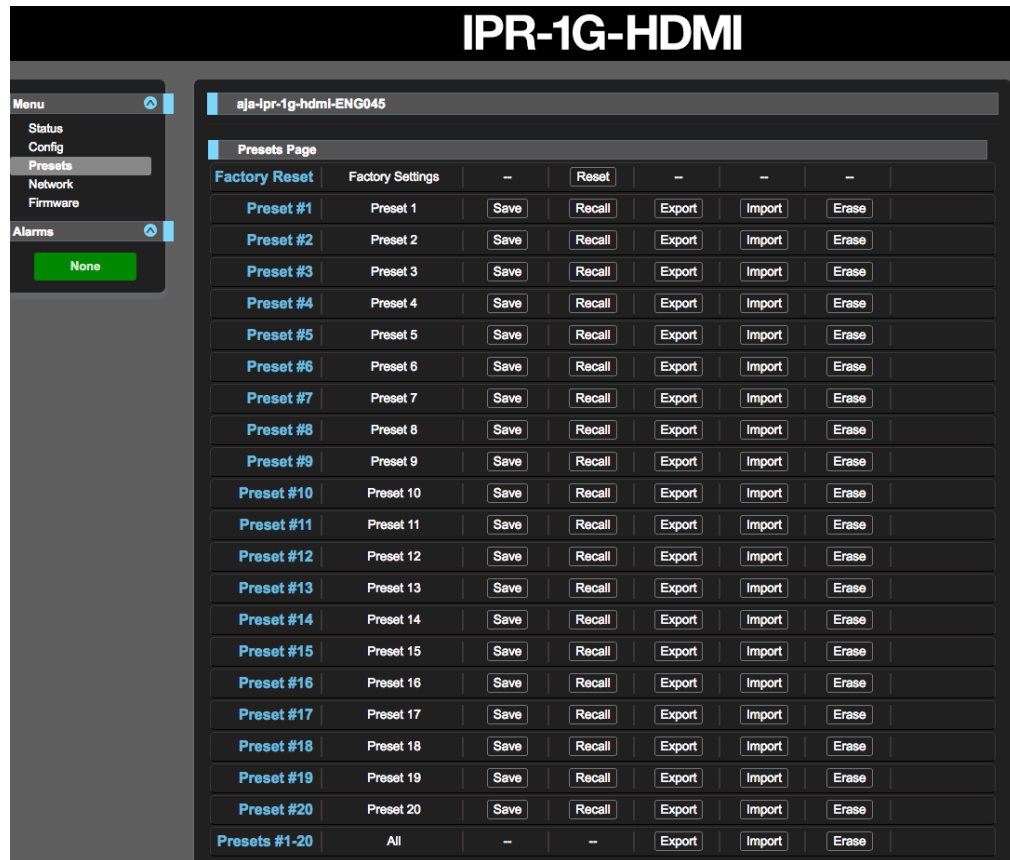 IPR-1G-HDMI
Menu
Status
Config
Presets
Network
Firmware
Alarms
None
aja-ipr-1g-hdmi-ENG045
Presets Page
Factory Reset Factory Settings -- Reset -- -- --
Preset #1 Preset 1 Save Recall Export Import Erase
Preset #2 Preset 2 Save Recall Export Import Erase
Preset #3 Preset 3 Save Recall Export Import Erase
Preset #4 Preset 4 Save Recall Export Import Erase
Preset #5 Preset 5 Save Recall Export Import Erase
Preset #6 Preset 6 Save Recall Export Import Erase
Preset #7 Preset 7 Save Recall Export Import Erase
Preset #8 Preset 8 Save Recall Export Import Erase
Preset #9 Preset 9 Save Recall Export Import Erase
Preset #10 Preset 10 Save Recall Export Import Erase
Preset #11 Preset 11 Save Recall Export Import Erase
Preset #12 Preset 12 Save Recall Export Import Erase
Preset #13 Preset 13 Save Recall Export Import Erase
Preset #14 Preset 14 Save Recall Export Import Erase
Preset #15 Preset 15 Save Recall Export Import Erase
Preset #16 Preset 16 Save Recall Export Import Erase
Preset #17 Preset 17 Save Recall Export Import Erase
Preset #18 Preset 18 Save Recall Export Import Erase
Preset #19 Preset 19 Save Recall Export Import Erase
Preset #20 Preset 20 Save Recall Export Import Erase
Presets #1-20 All -- -- Export Import Erase